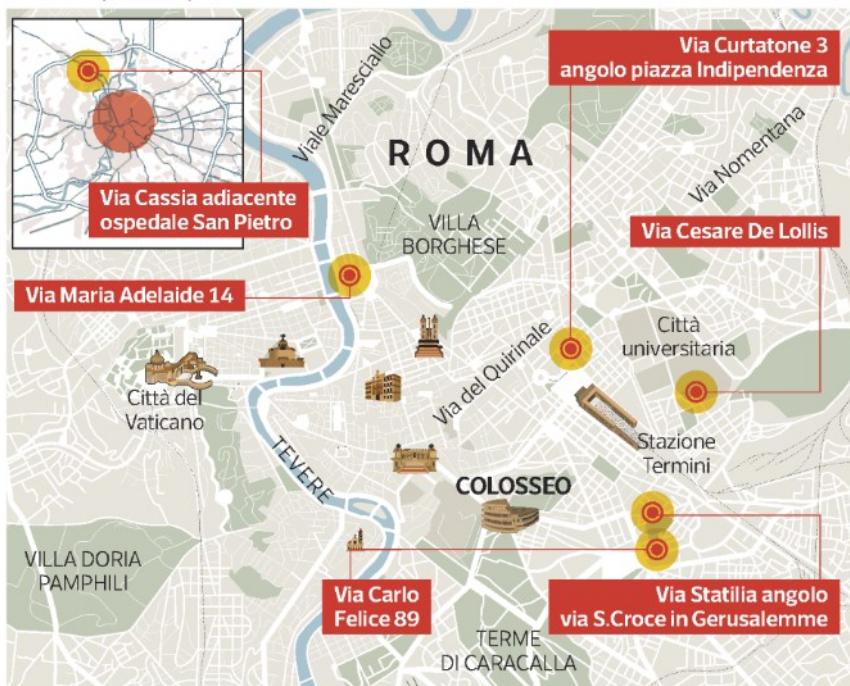 Via Curtatone 3
angolo piazza Indipendenza
Viale Maresciallo
ROMA
Via Nomentana
Via Cassia adiacente
ospedale San Pietro
VILLA
BORGHESE
Via Cesare De Lollis
Via Maria Adelaide 14
Città
universitaria
Via del Quirinale
Città del
Vaticano
Stazione
Termini
TEVERE
COLOSSEO
VILLA DORIA
PAMPHILI
Via Carlo
Felice 89
Via Statilia angolo
via S.Croce in Gerusalemme
TERME
DI CARACALLA